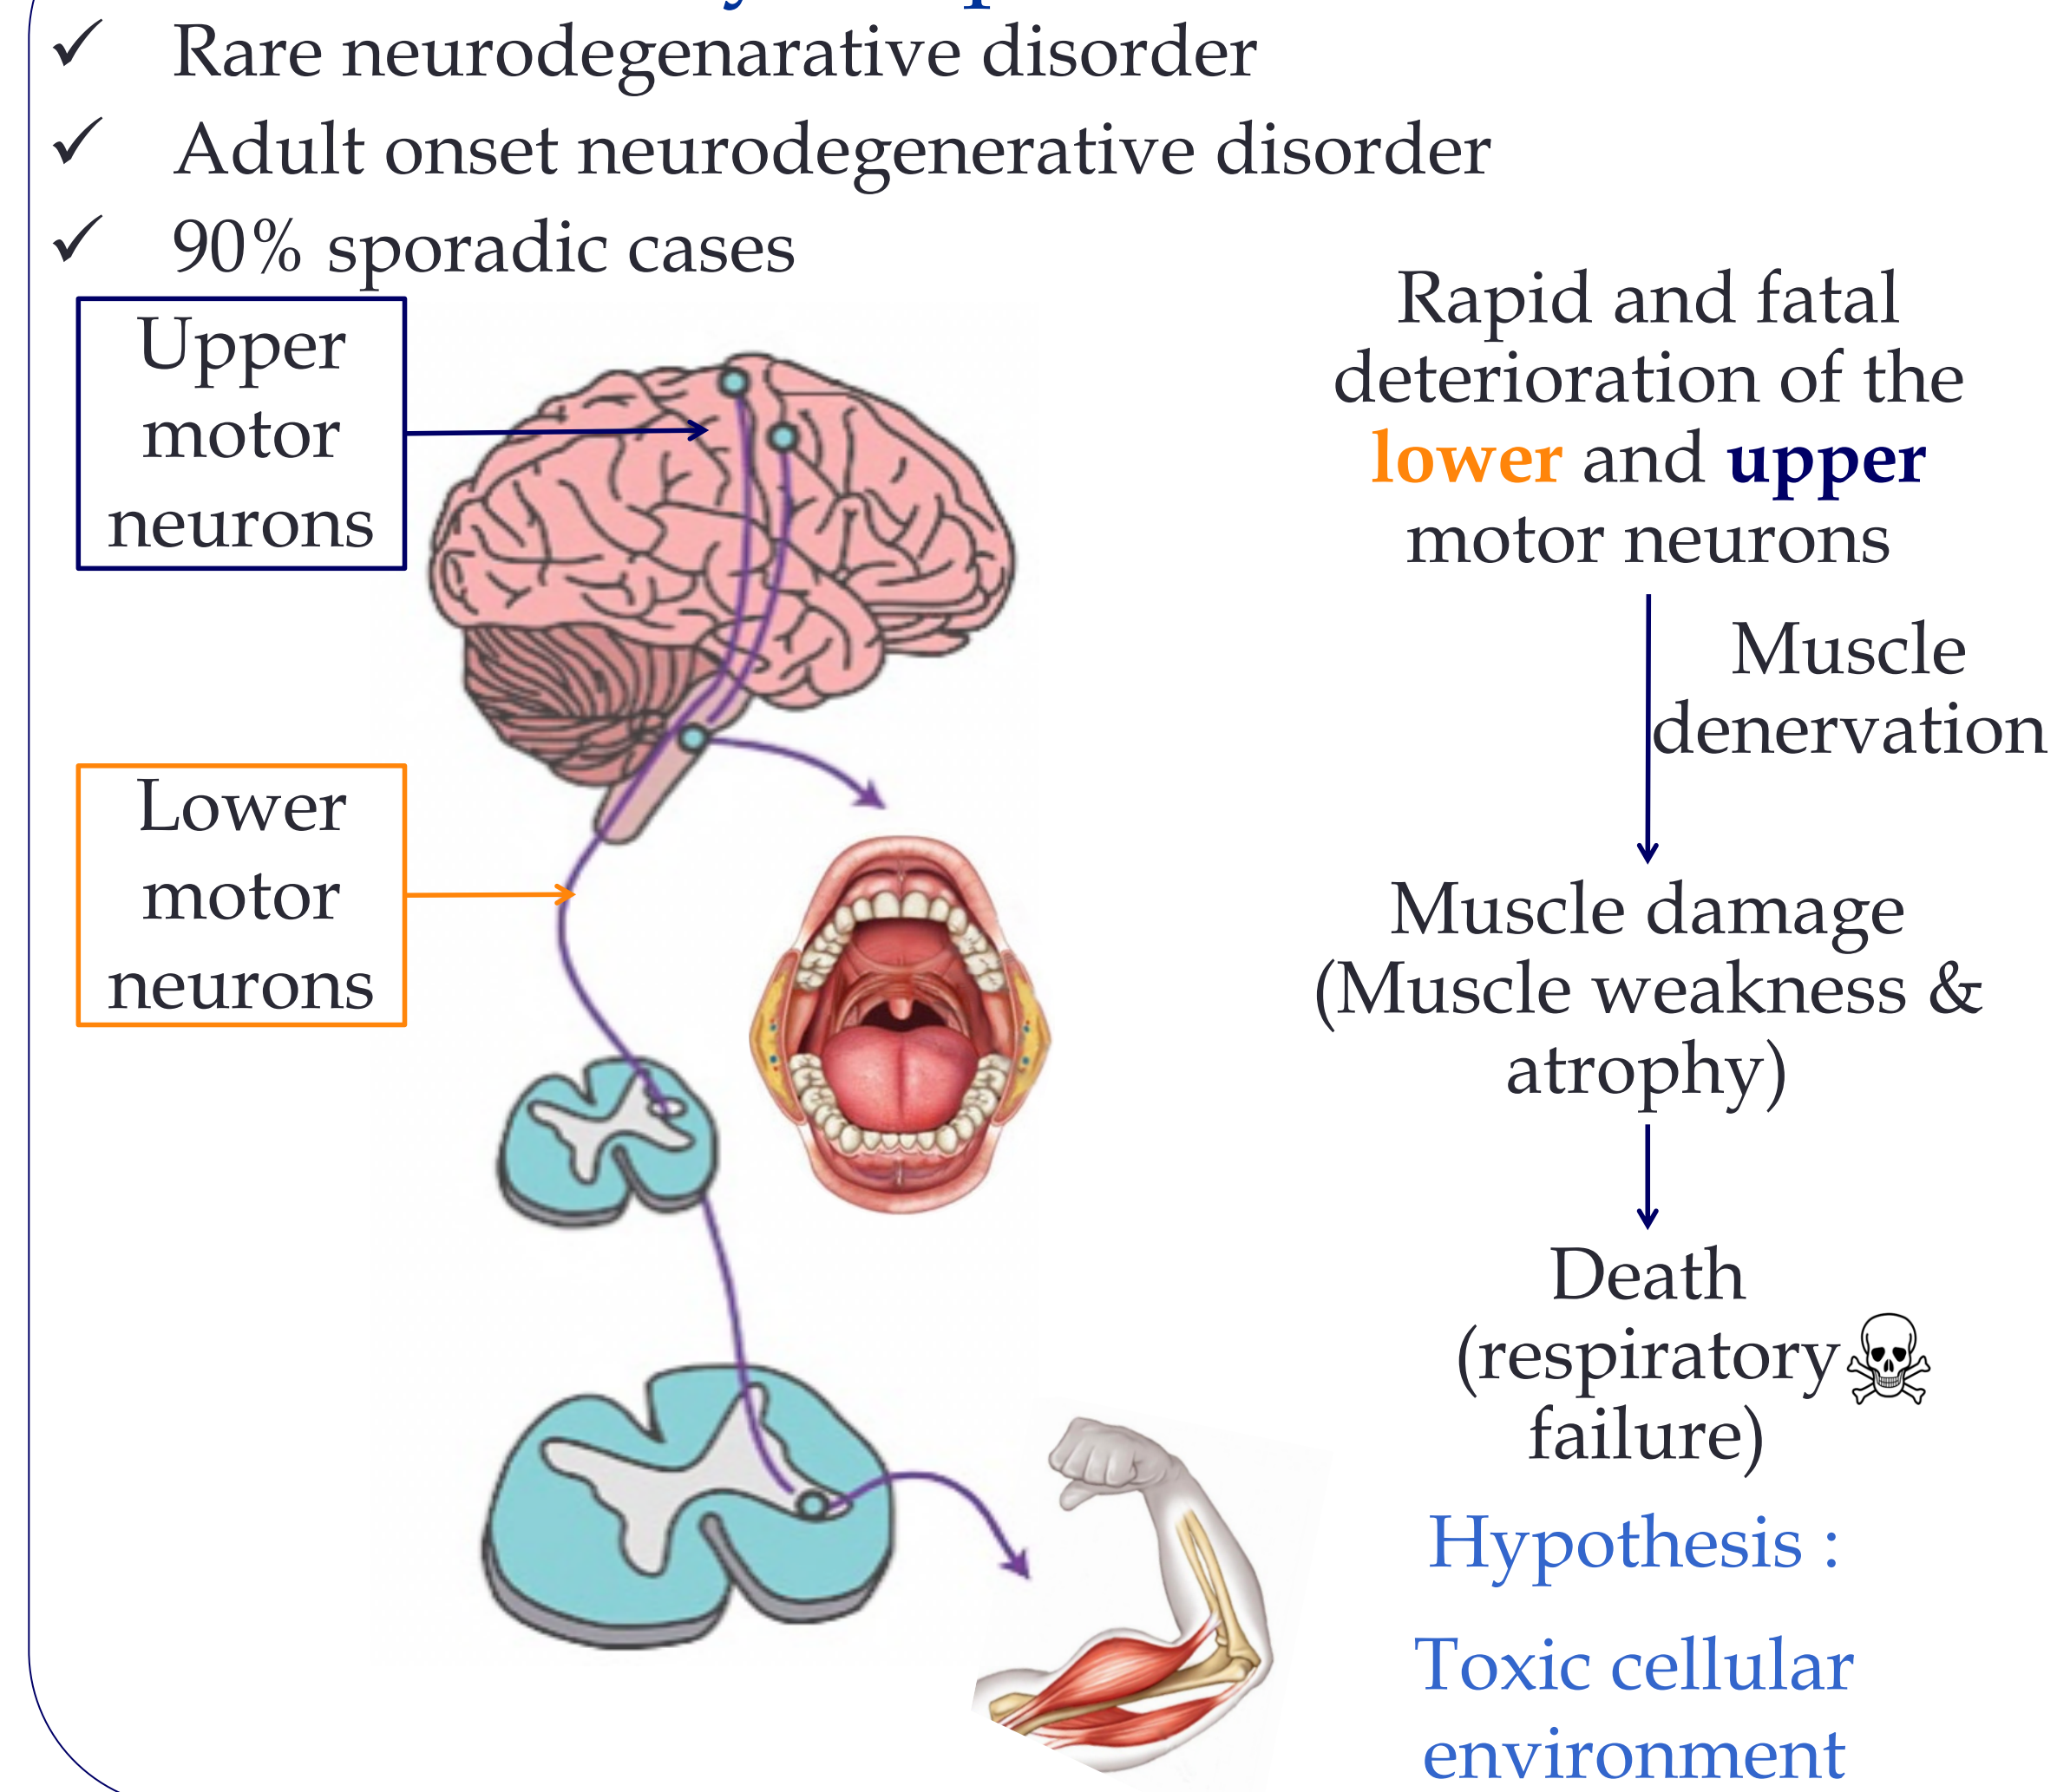 Rare neurodegenarative disorder
Adult onset neurodegenerative disorder
90% sporadic cases
Upper
motor
neurons
Lower
motor
neurons
Rapid and fatal
deterioration of the
lower and upper
motor neurons
Muscle
denervation
Muscle damage
(Muscle weakness &
atrophy)
Death
(respiratory
failure)
Hypothesis :
Toxic cellular
environment